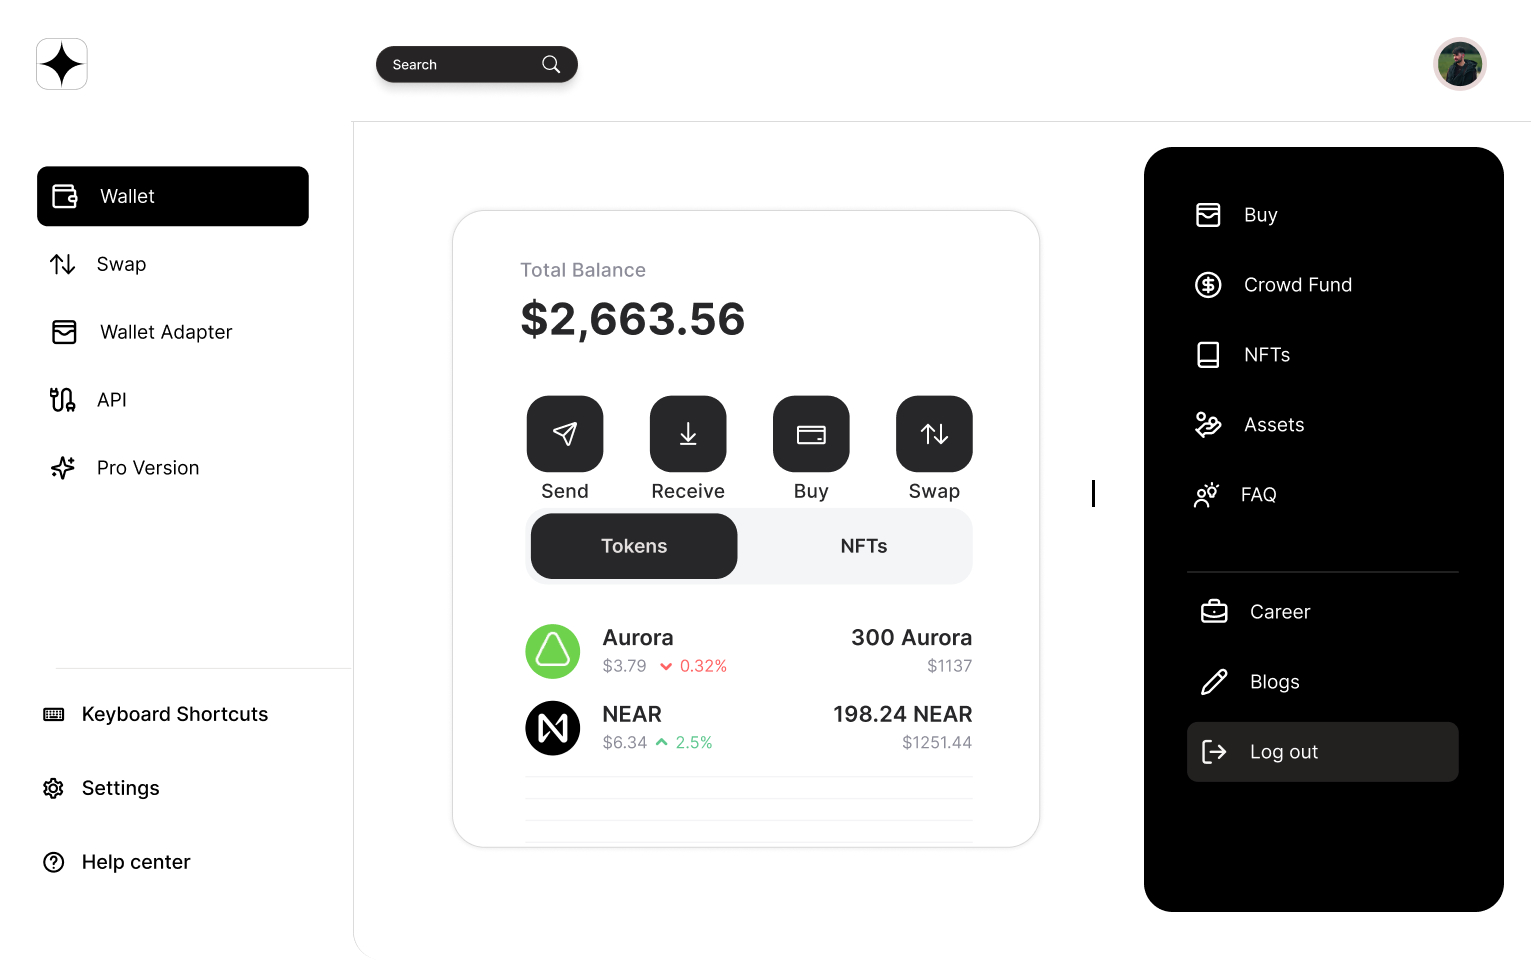 Search
Wallet
Swap
Wallet Adapter
API
Pro Version
Keyboard Shortcuts
Settings
Help center
Total Balance
$2,663.56
Send
Receive
Buy
Swap
Tokens
NFTs
Aurora
300 Aurora
$3.79
0.32%
$1137
NEAR
198.24 NEAR
$6.34
2.5%
$1251.44
Buy
Crowd Fund
NFTs
Assets
FAQ
Career
Blogs
Log out